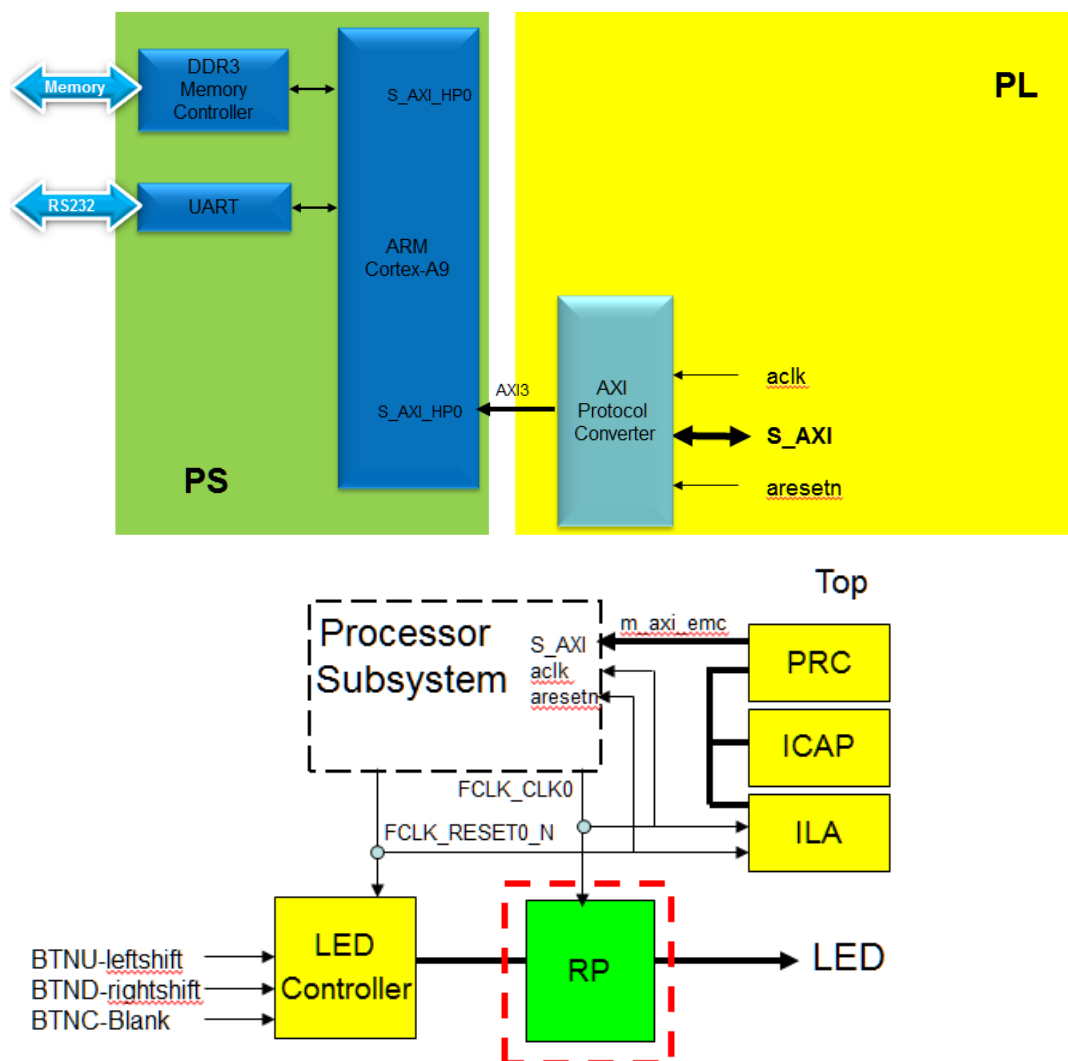 DDR3
Memory
Controller
Memory
S_AXI_HP0
PL
RS232
UART
ARM
Cortex-A9
AXI3
S_AXI_HP0
AXI
Protocol
Converter
aclk
S_AXI
aresetn
PS
Top
Processor
Subsystem
S_AXI
aclk
aresetn
m_axi_emc
PRC
ICAP
ILA
FCLK_CLK0
FCLK_RESET0_N
LED
Controller
BTNU-leftshift
BTND-rightshift
BTNC-Blank
RP
LED